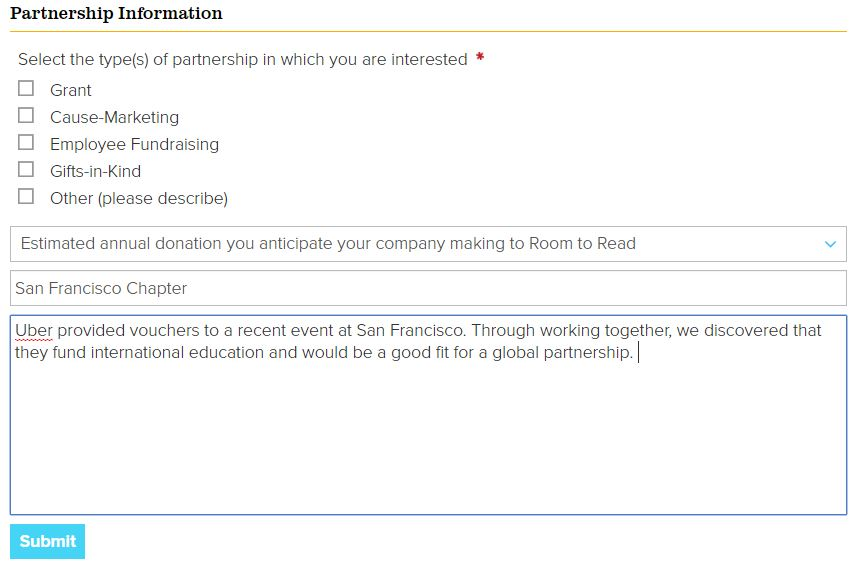 Partnership Information
Select the type(s) of partnership in which you are interested *
Grant
Cause-Marketing
Employee Fundraising
Gifts-in-Kind
Other (please describe)
Estimated annual donation you anticipate your company making to Room to Read
San Francisco Chapter
Uber provided vouchers to a recent event at San Francisco. Through working together, we discovered that
they fund international education and would be a good fit for a global partnership.
Submit